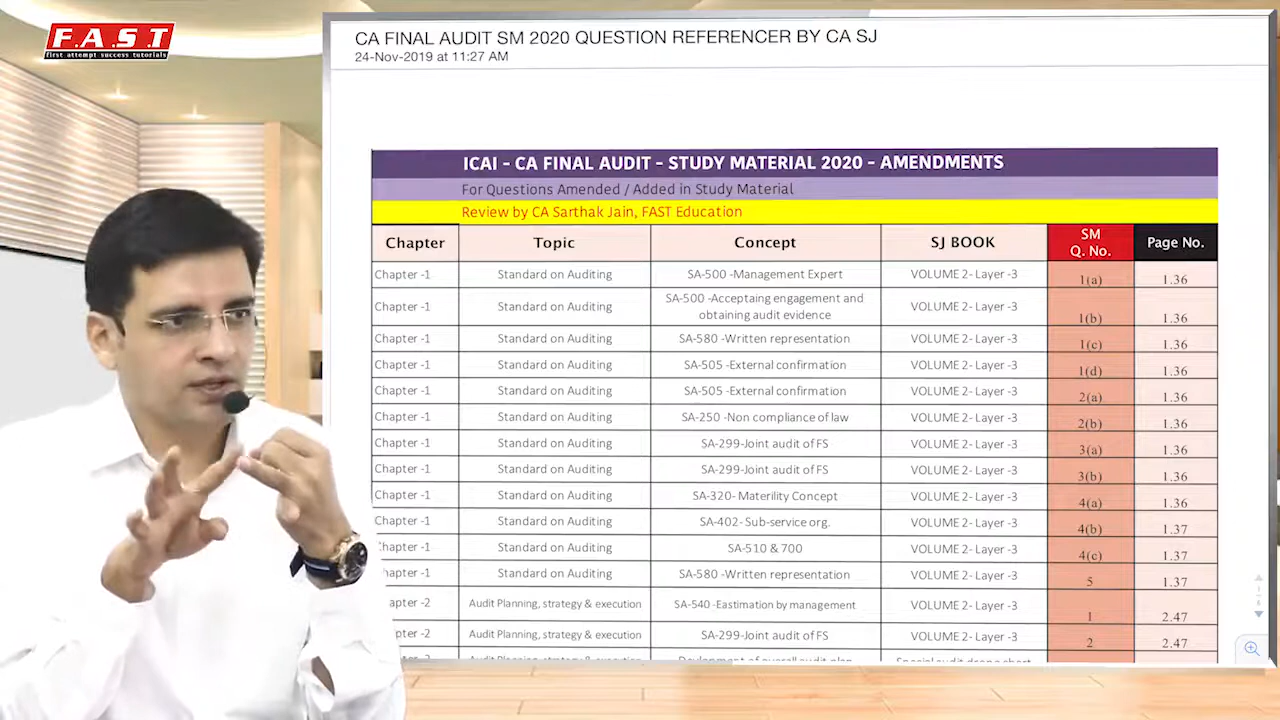 F.A.S.T
first attempt success tutorials
CA FINAL AUDIT SM 2020 QUESTION REFERENCER BY CA SJ
24-Nov-2019 at 11:27 AM
ICAI - CA FINAL AUDIT - STUDY MATERIAL 2020 - AMENDMENTS
For Questions Amended / Added in Study Material
Review by CA Sarthak Jain, FAST Education
Chapter Topic Concept SJ BOOK SM Q. No. Page No.
Chapter -1 Standard on Auditing SA-500 -Management Expert VOLUME 2- Layer -3 1(a) 1.36
Chapter -1 Standard on Auditing SA-500 -Acceptaing engagement and obtaining audit evidence VOLUME 2- Layer -3 1(b) 1.36
Chapter -1 Standard on Auditing SA-580 -Written representation VOLUME 2- Layer -3 1(c) 1.36
Chapter -1 Standard on Auditing SA-505 -External confirmation VOLUME 2- Layer -3 1(d) 1.36
Chapter -1 Standard on Auditing SA-505 -External confirmation VOLUME 2- Layer -3 2(a) 1.36
Chapter -1 Standard on Auditing SA-250 -Non compliance of law VOLUME 2- Layer -3 2(b) 1.36
Chapter -1 Standard on Auditing SA-299-Joint audit of FS VOLUME 2- Layer -3 3(a) 1.36
Chapter -1 Standard on Auditing SA-299-Joint audit of FS VOLUME 2- Layer -3 3(b) 1.36
Chapter -1 Standard on Auditing SA-320- Materility Concept VOLUME 2- Layer -3 4(a) 1.36
Chapter -1 Standard on Auditing SA-402- Sub-service org. VOLUME 2- Layer -3 4(b) 1.37
hapter -1 Standard on Auditing SA-510 & 700 VOLUME 2- Layer -3 4(c) 1.37
hapter -1 Standard on Auditing SA-580 -Written representation VOLUME 2- Layer -3 5 1.37
apter -2 Audit Planning, strategy & execution SA-540 -Eastimation by management VOLUME 2- Layer -3 1 2.47
apter -2 Audit Planning, strategy & execution SA-299-Joint audit of FS VOLUME 2- Layer -3 2 2.47